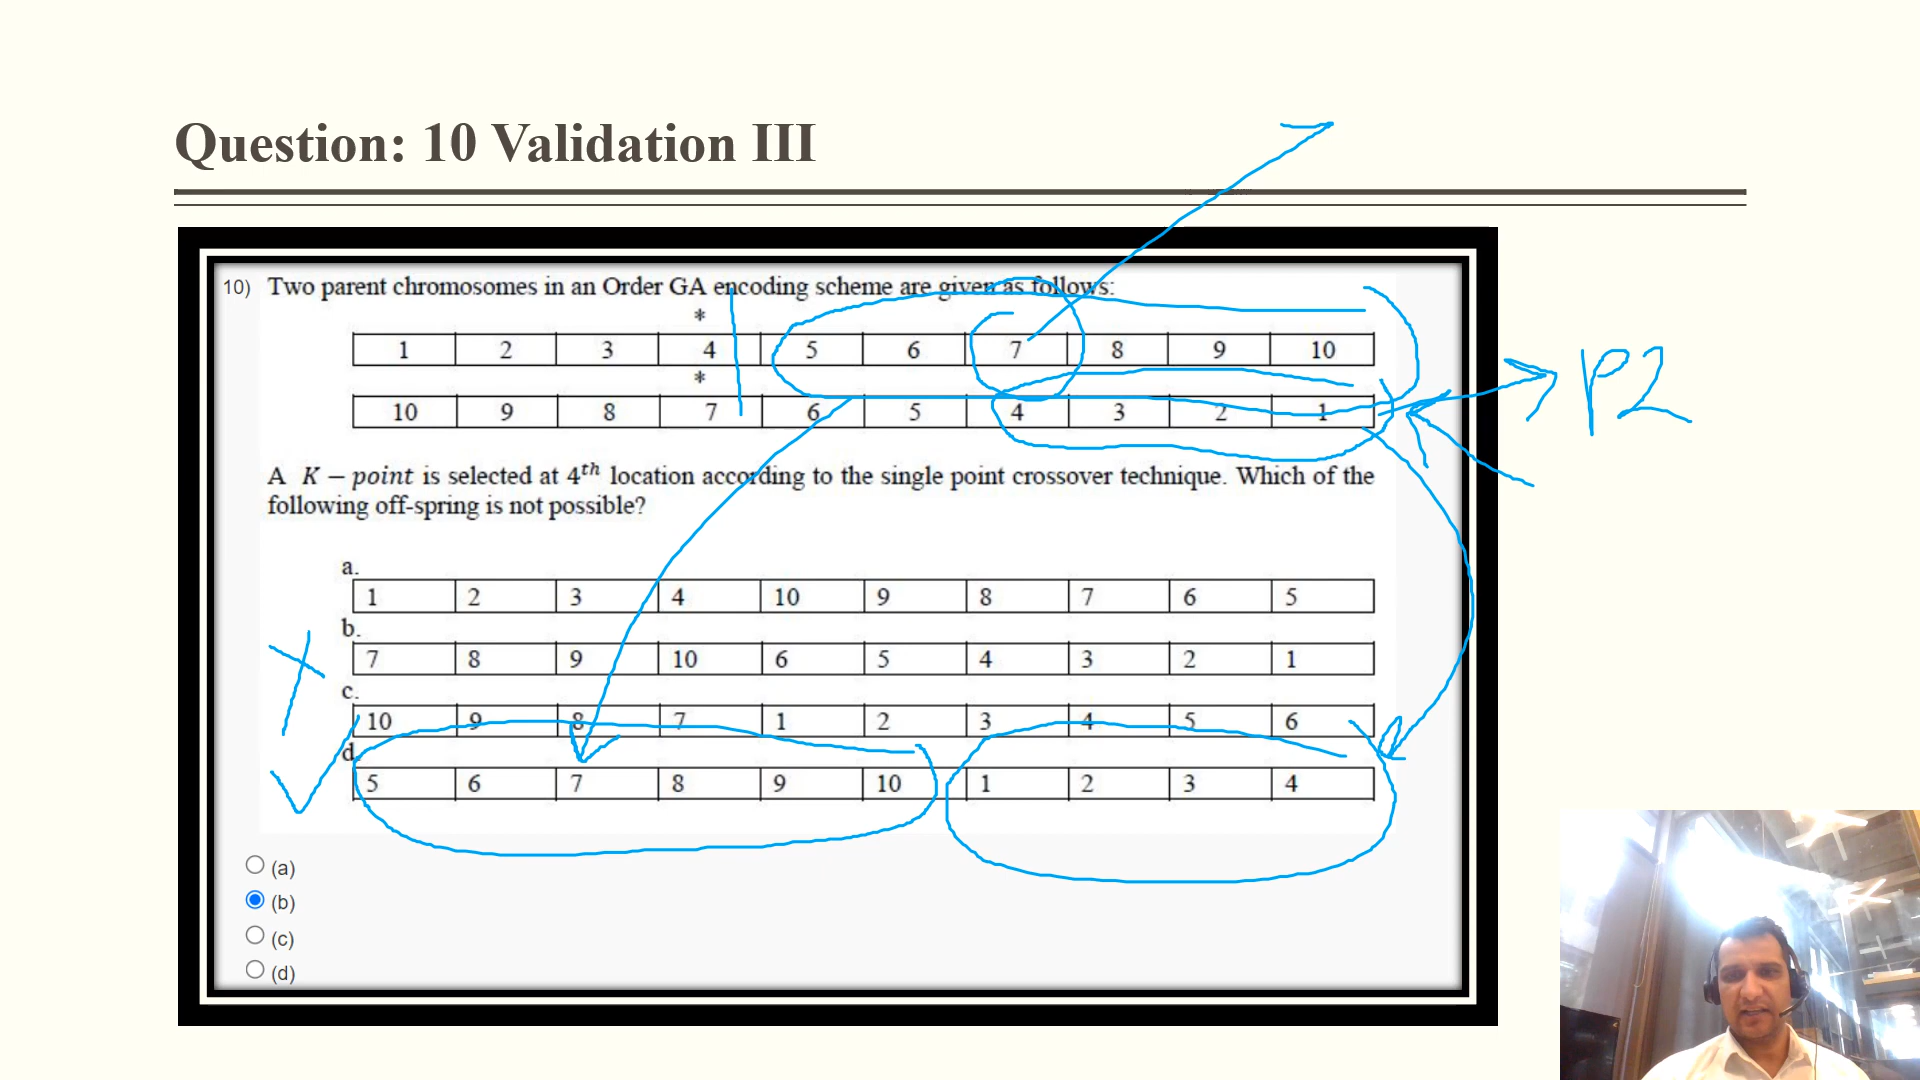 Question: 10 Validation III
10) Two parent chromosomes in an Order GA encoding scheme are given as follows:
*
1 2 3 4 5 6 7 8 9 10
*
10 9 8 7 6 5 4 3 2 1
P2
A K – point is selected at 4th location according to the single point crossover technique. Which of the
following off-spring is not possible?
a.
1 2 3 4 10 9 8 7 6 5
b.
7 8 9 10 6 5 4 3 2 1
c.
10 9 8 7 1 2 3 4 5 6
d
5 6 7 8 9 10 1 2 3 4
(a)
(b)
(c)
(d)